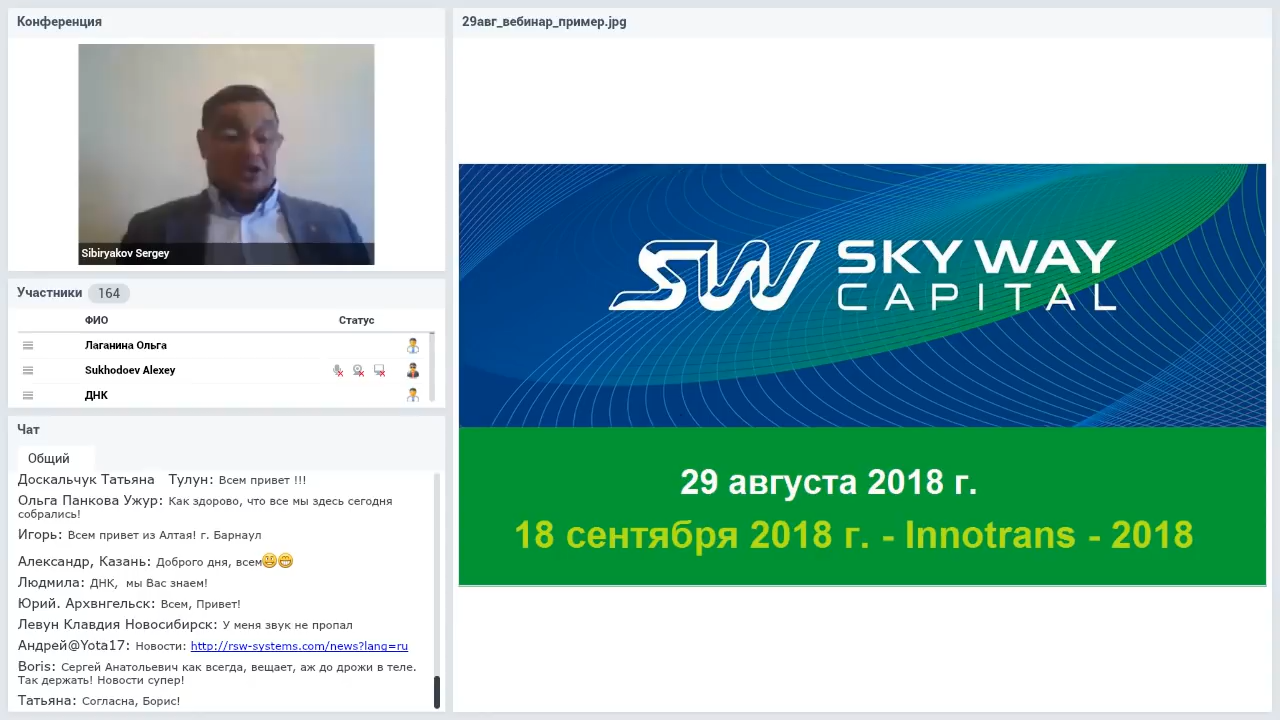 Конференция
Sibiryakov Sergey
Участники 164
ФИО Статус
Лаганина Ольга
Sukhodoev Alexey
ДНК
Чат
Общий
Доскальчук Татьяна Тулун: Всем привет !!!
Ольга Панкова Ужур: Как здорово, что все мы здесь сегодня
собрались!
Игорь: Всем привет из Алтая! г. Барнаул
Александр, Казань: Доброго дня, всем
Людмила: ДНК, мы Вас знаем!
Юрий. Архвнгельск: Всем, Привет!
Левун Клавдия Новосибирск: У меня звук не пропал
Андрей@Yota17: Новости: http://rsw-systems.com/news?lang=ru
Boris: Сергей Анатольевич как всегда, вещает, аж до дрожи в теле.
Так держать! Новости супер!
Татьяна: Согласна, Борис!
29авг_вебинар_пример.jpg
SW SKY WAY
CAPITAL
29 августа 2018 г.
18 сентября 2018 г. - Innotrans - 2018